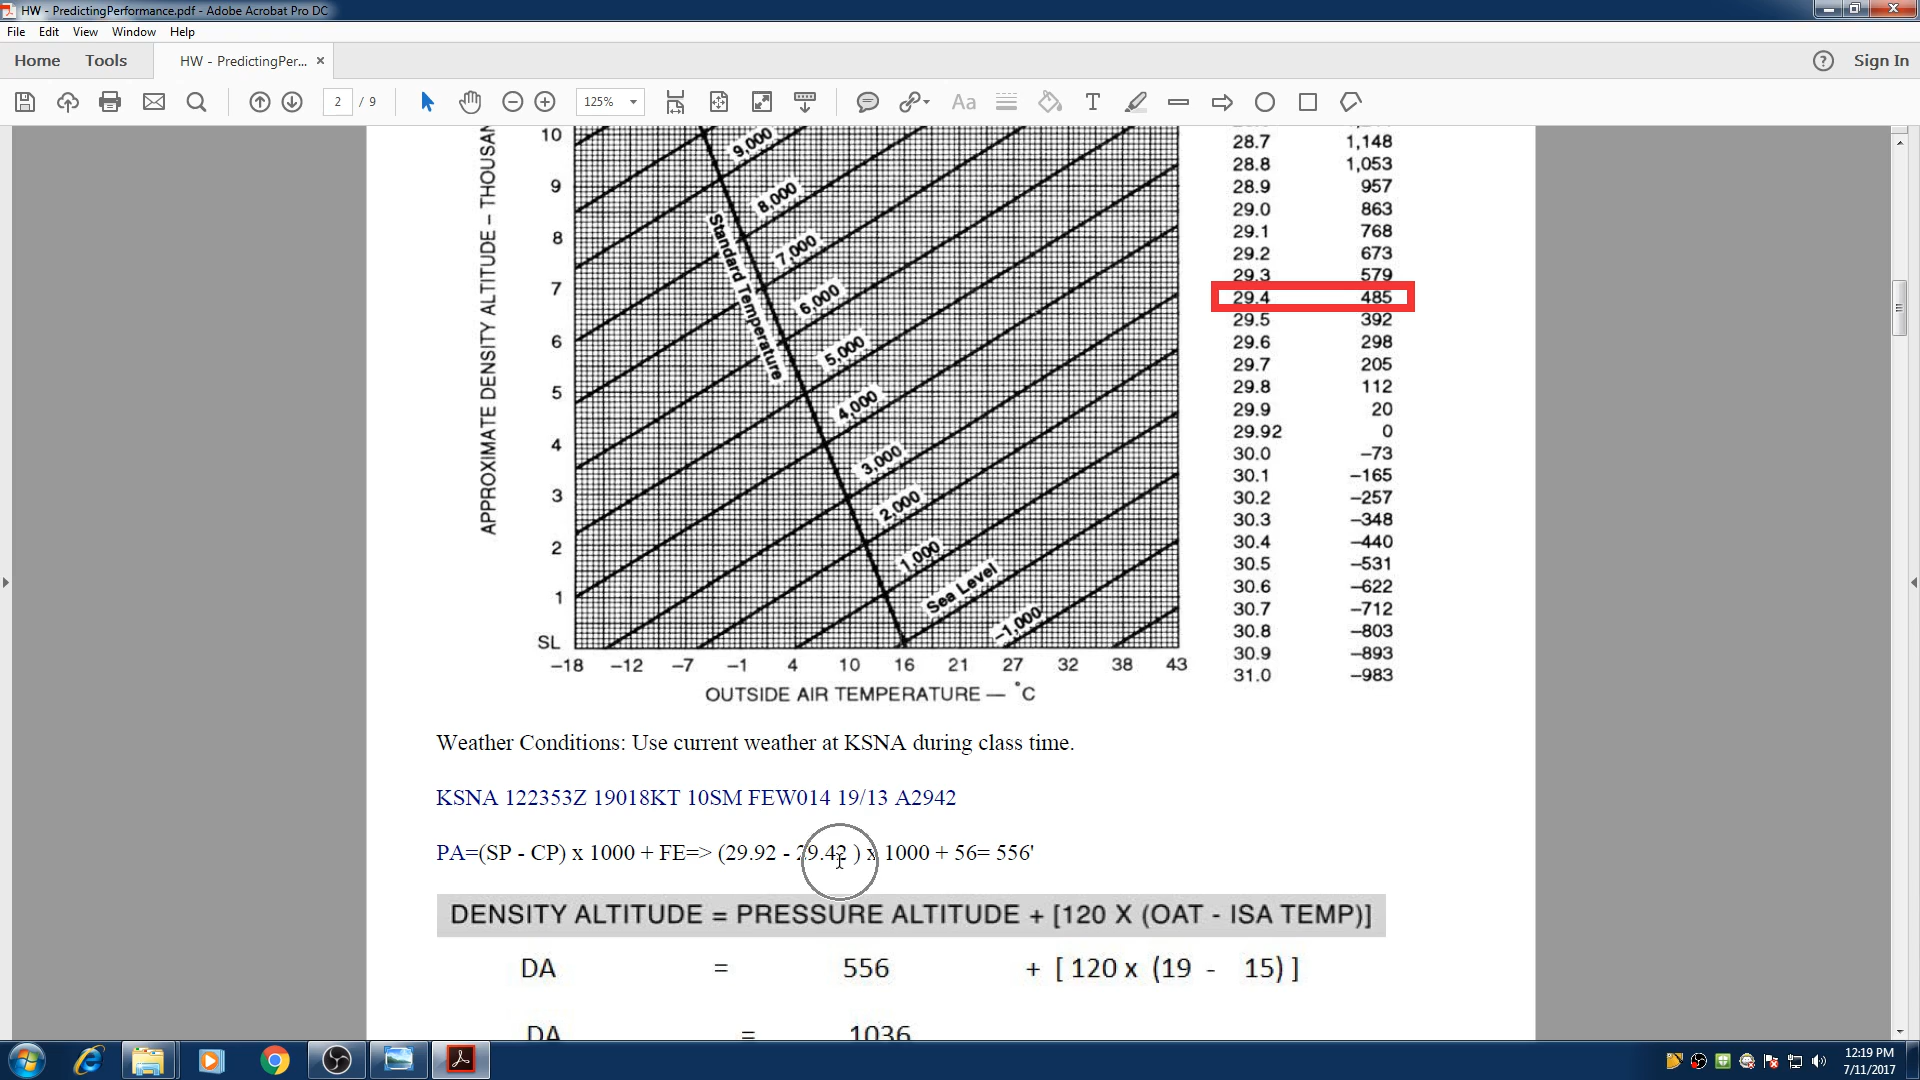 HW - PredictingPerformance.pdf - Adobe Acrobat Pro DC
File Edit View Window Help
Home Tools HW - PredictingPer... × Sign In
2 / 9 125%
APPROXIMATE DENSITY ALTITUDE – THOUSAN
10
9
8
7
6
5
4
3
2
1
SL
9,000
8,000
7,000
6,000
5,000
4,000
3,000
2,000
1,000
Sea Level
–1,000
Standard Temperature
–18 –12 –7 –1 4 10 16 21 27 32 38 43
OUTSIDE AIR TEMPERATURE — °C
28.7 1,148
28.8 1,053
28.9 957
29.0 863
29.1 768
29.2 673
29.3 579
29.4 485
29.5 392
29.6 298
29.7 205
29.8 112
29.9 20
29.92 0
30.0 –73
30.1 –165
30.2 –257
30.3 –348
30.4 –440
30.5 –531
30.6 –622
30.7 –712
30.8 –803
30.9 –893
31.0 –983
Weather Conditions: Use current weather at KSNA during class time.
KSNA 122353Z 19018KT 10SM FEW014 19/13 A2942
PA=(SP - CP) x 1000 + FE=> (29.92 - 29.42 ) x 1000 + 56= 556'
DENSITY ALTITUDE = PRESSURE ALTITUDE + [120 X (OAT - ISA TEMP)]
DA = 556 + [ 120 x (19 - 15) ]
DA = 1036
12:19 PM
7/11/2017